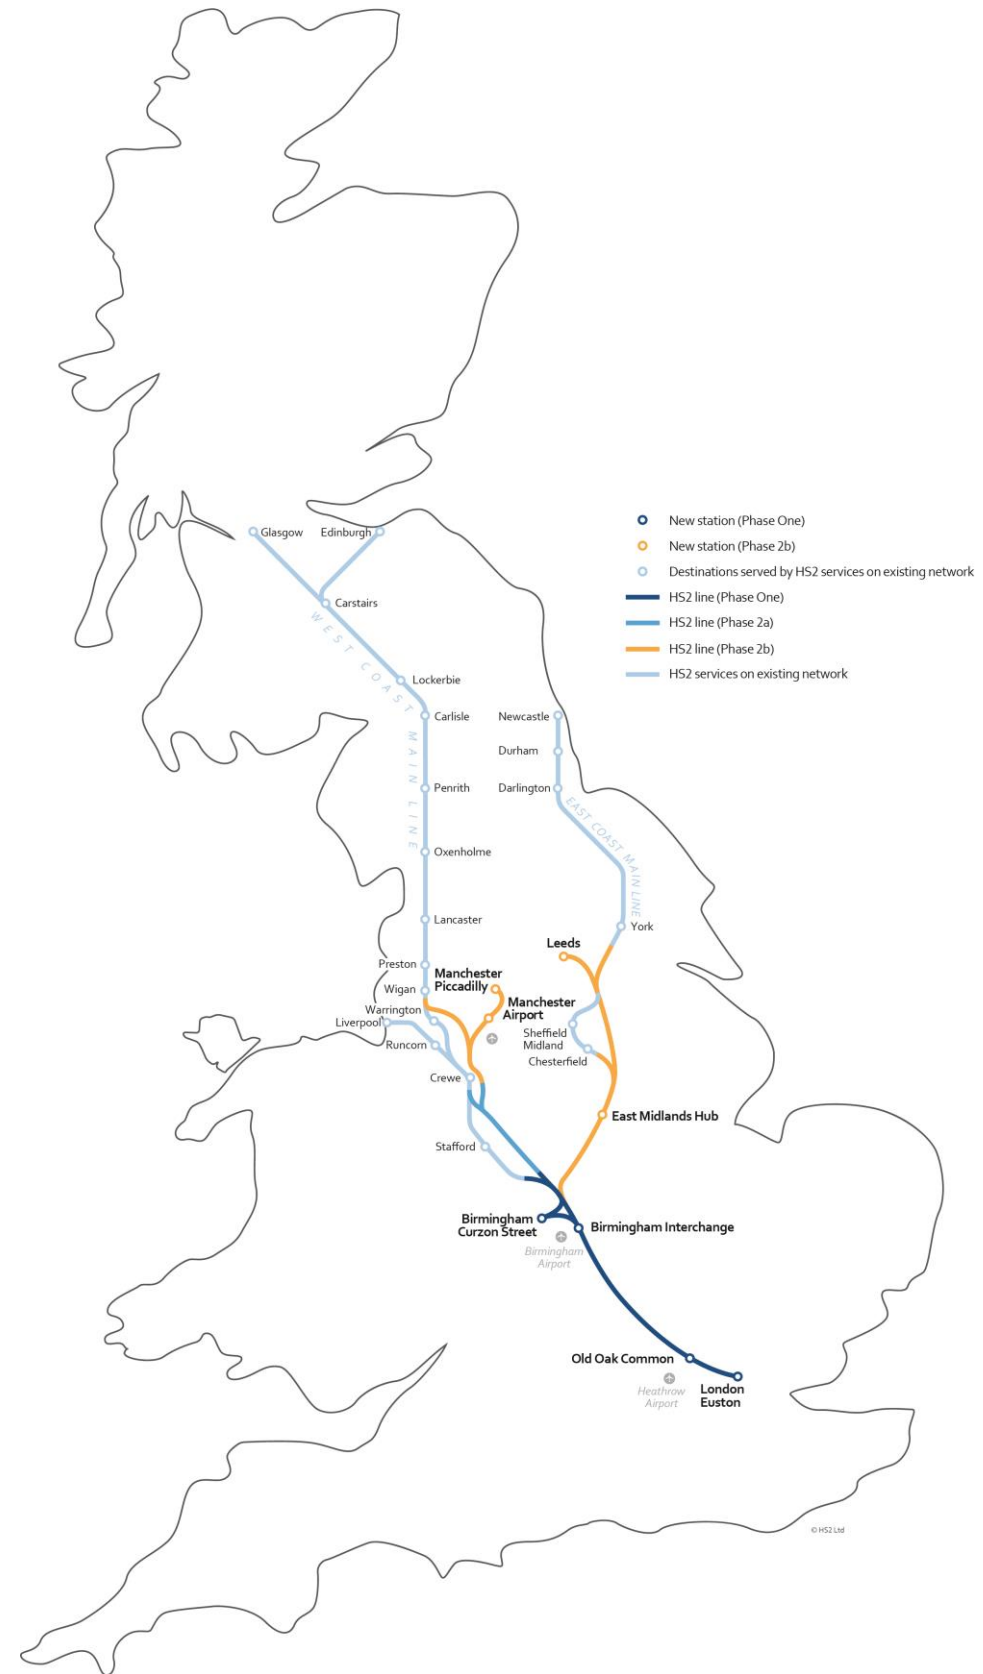 Glasgow
Edinburgh
Carstairs
WEST COAST MAIN LINE
Lockerbie
Carlisle
Newcastle
Durham
Penrith
Darlington
EAST COAST MAIN LINE
Oxenholme
Lancaster
York
Leeds
Preston
Manchester
Piccadilly
Wigan
Manchester
Airport
Warrington
Liverpool
Sheffield
Midland
Runcorn
Chesterfield
Crewe
East Midlands Hub
Stafford
Birmingham
Curzon Street
Birmingham Interchange
Birmingham
Airport
Old Oak Common
Heathrow
Airport
London
Euston
New station (Phase One)
New station (Phase 2b)
Destinations served by HS2 services on existing network
HS2 line (Phase One)
HS2 line (Phase 2a)
HS2 line (Phase 2b)
HS2 services on existing network
© HS2 Ltd